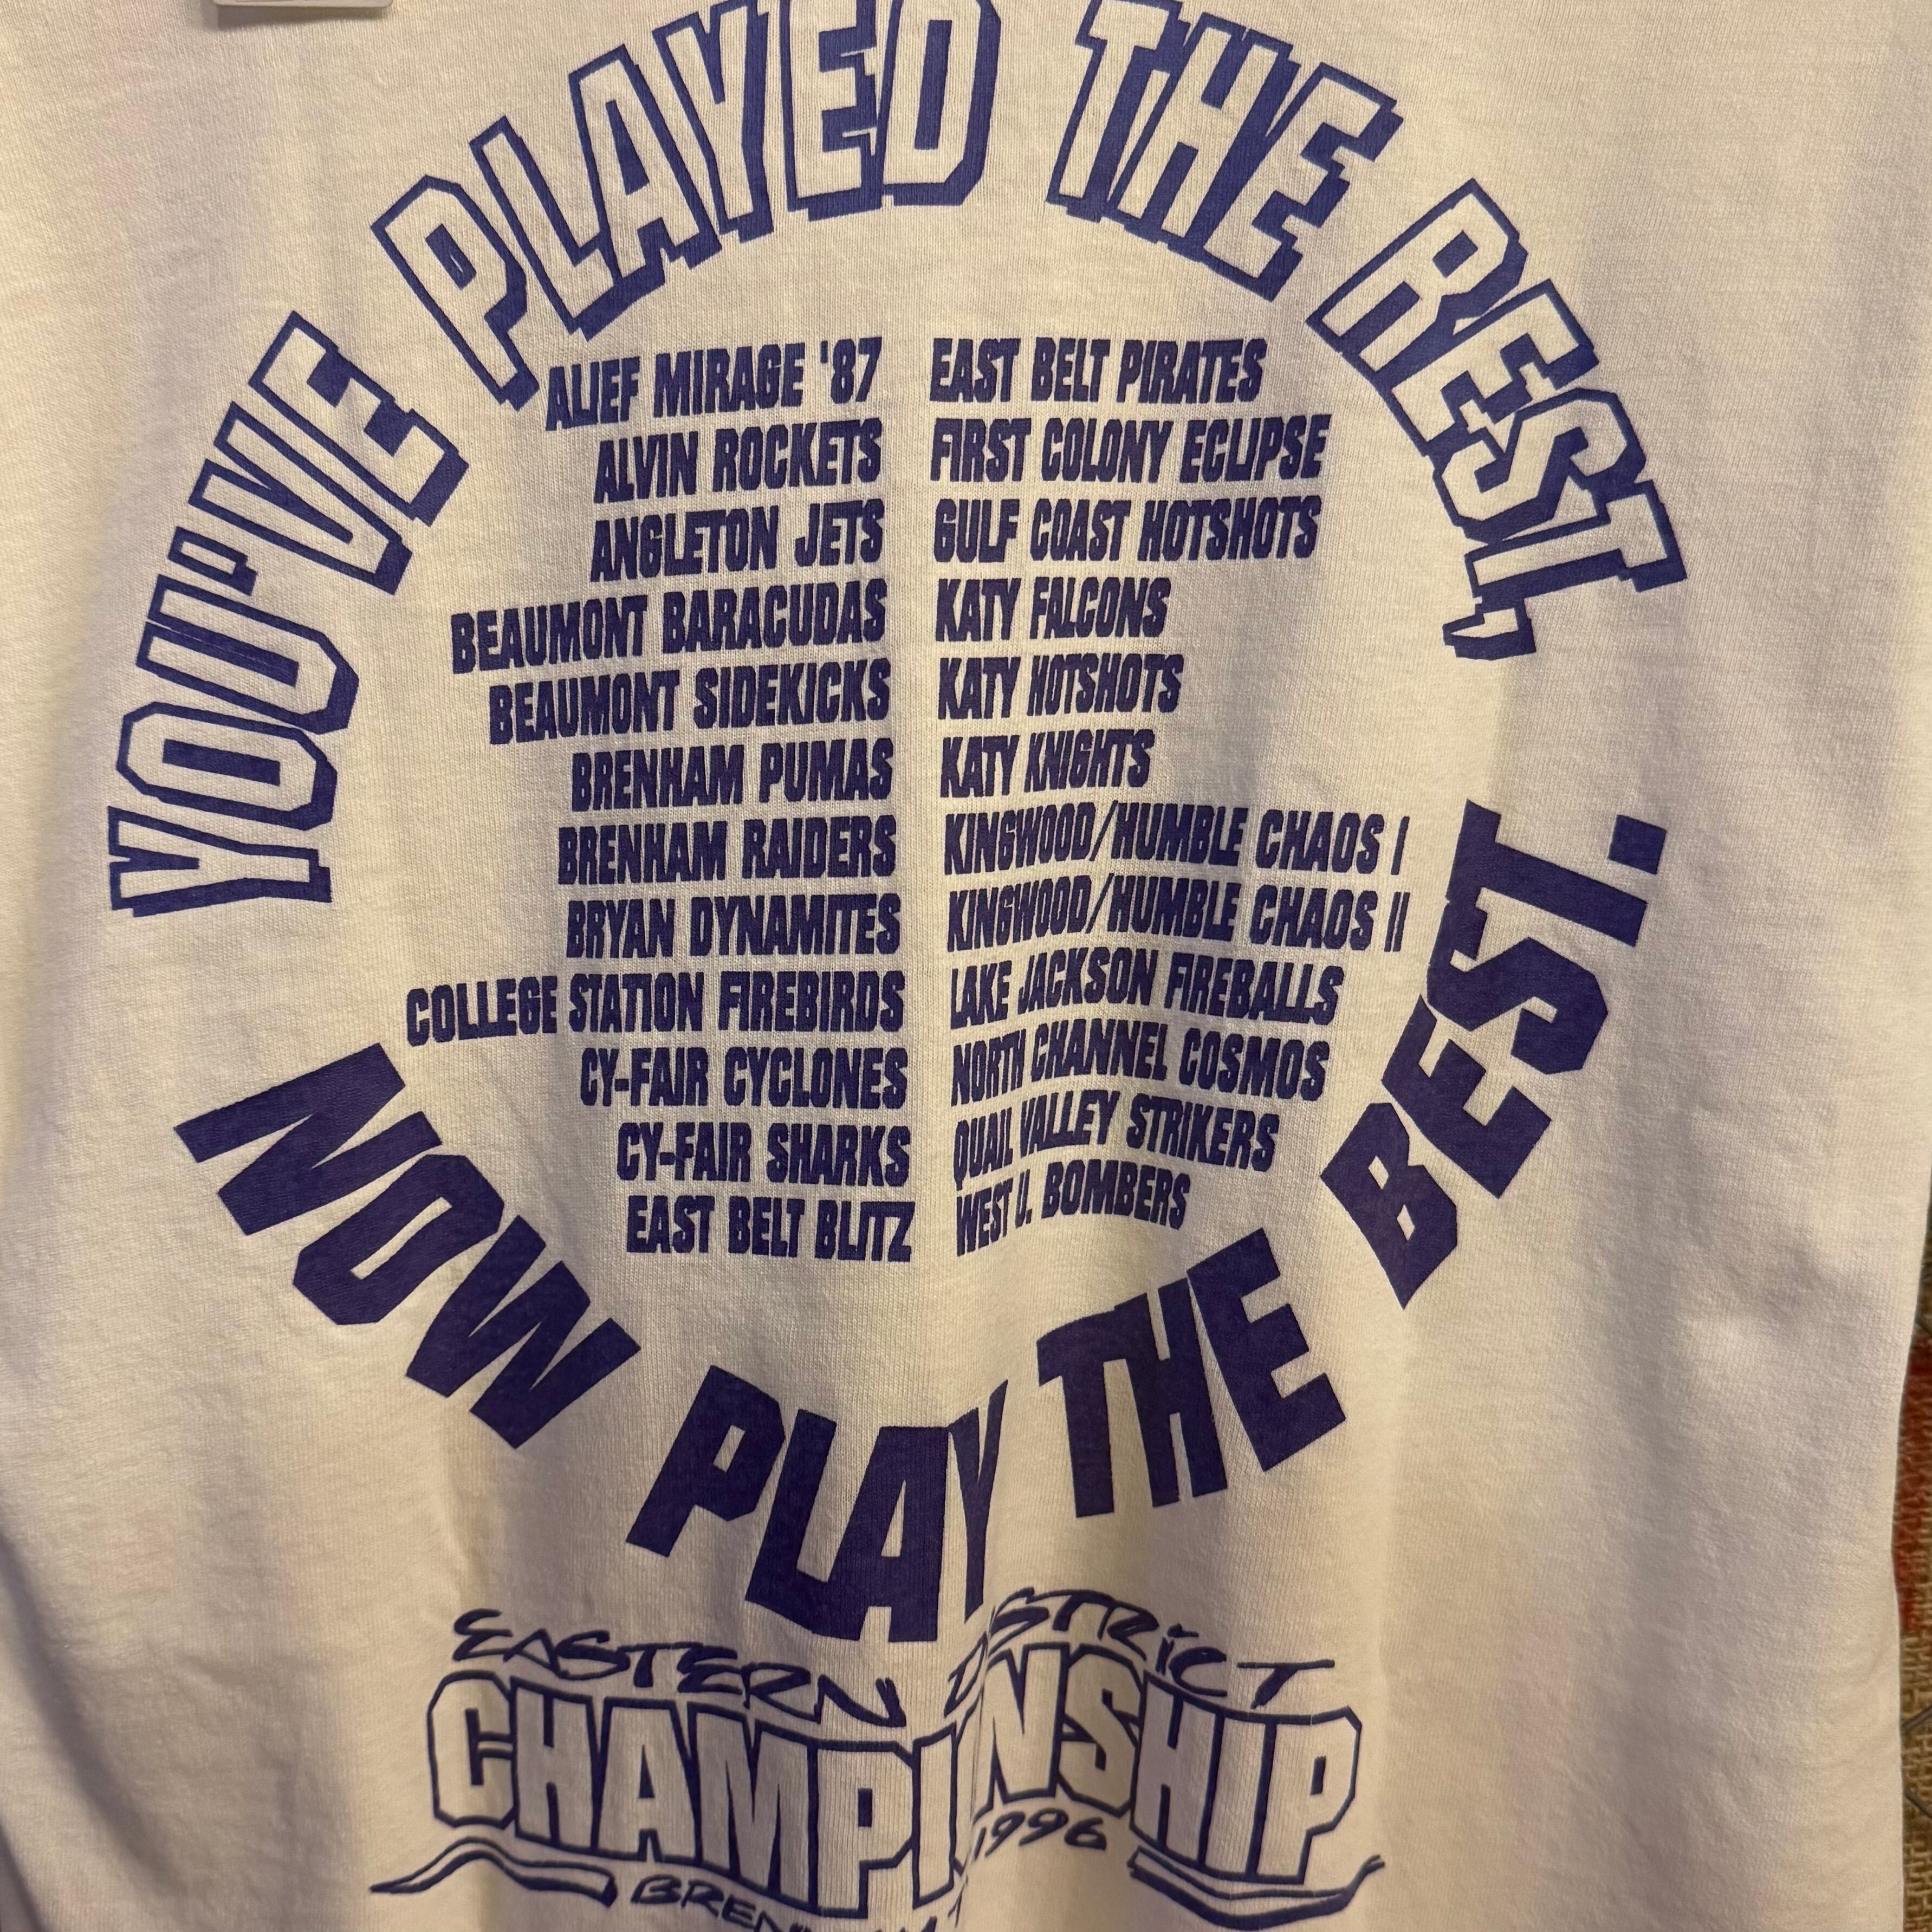 YOU'VE PLAYED THE REST,
ALIEF MIRAGE '87
ALVIN ROCKETS
ANGLETON JETS
BEAUMONT BARACUDAS
BEAUMONT SIDEKICKS
BRENHAM PUMAS
BRENHAM RAIDERS
BRYAN DYNAMITES
COLLEGE STATION FIREBIRDS
CY-FAIR CYCLONES
CY-FAIR SHARKS
EAST BELT BLITZ
EAST BELT PIRATES
FIRST COLONY ECLIPSE
GULF COAST HOTSHOTS
KATY FALCONS
KATY HOTSHOTS
KATY KNIGHTS
KINGWOOD/HUMBLE CHAOS I
KINGWOOD/HUMBLE CHAOS II
LAKE JACKSON FIREBALLS
NORTH CHANNEL COSMOS
QUAIL VALLEY STRIKERS
WEST U. BOMBERS
NOW PLAY THE BEST.
EASTERN DISTRICT
CHAMPIONSHIP
1996